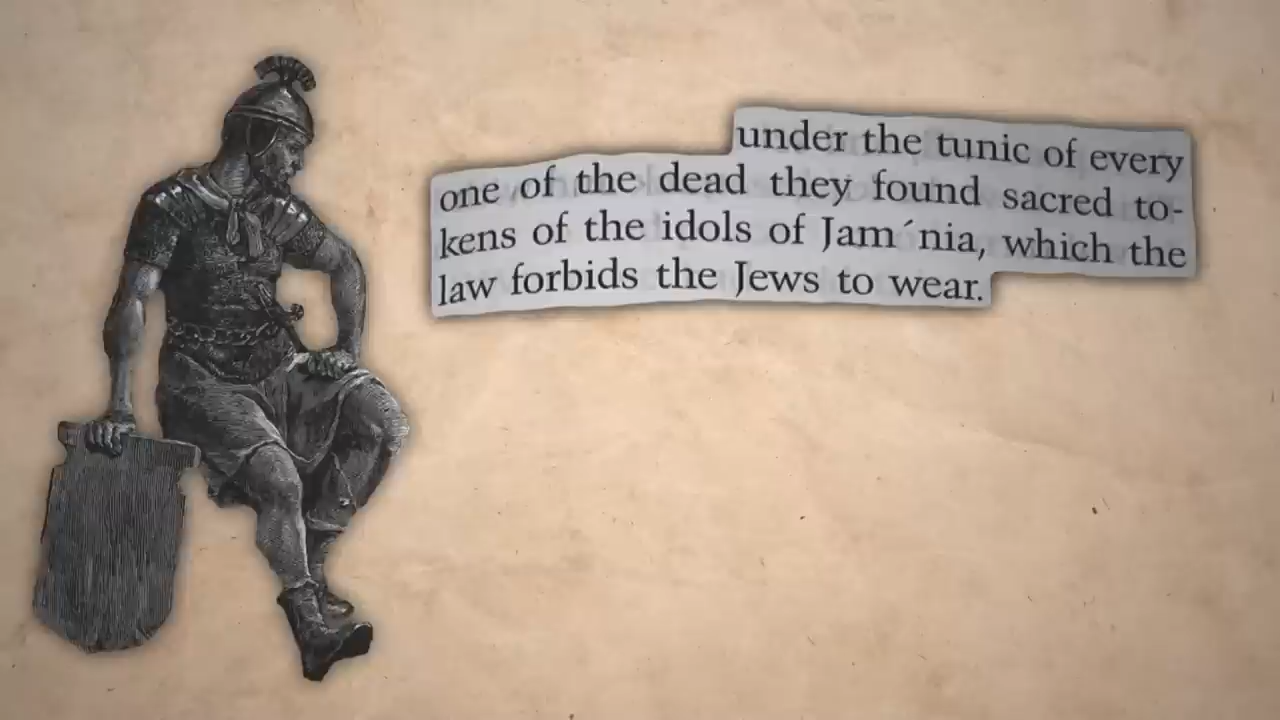 under the tunic of every
one of the dead they found sacred to-
kens of the idols of Jam´nia, which the
law forbids the Jews to wear.